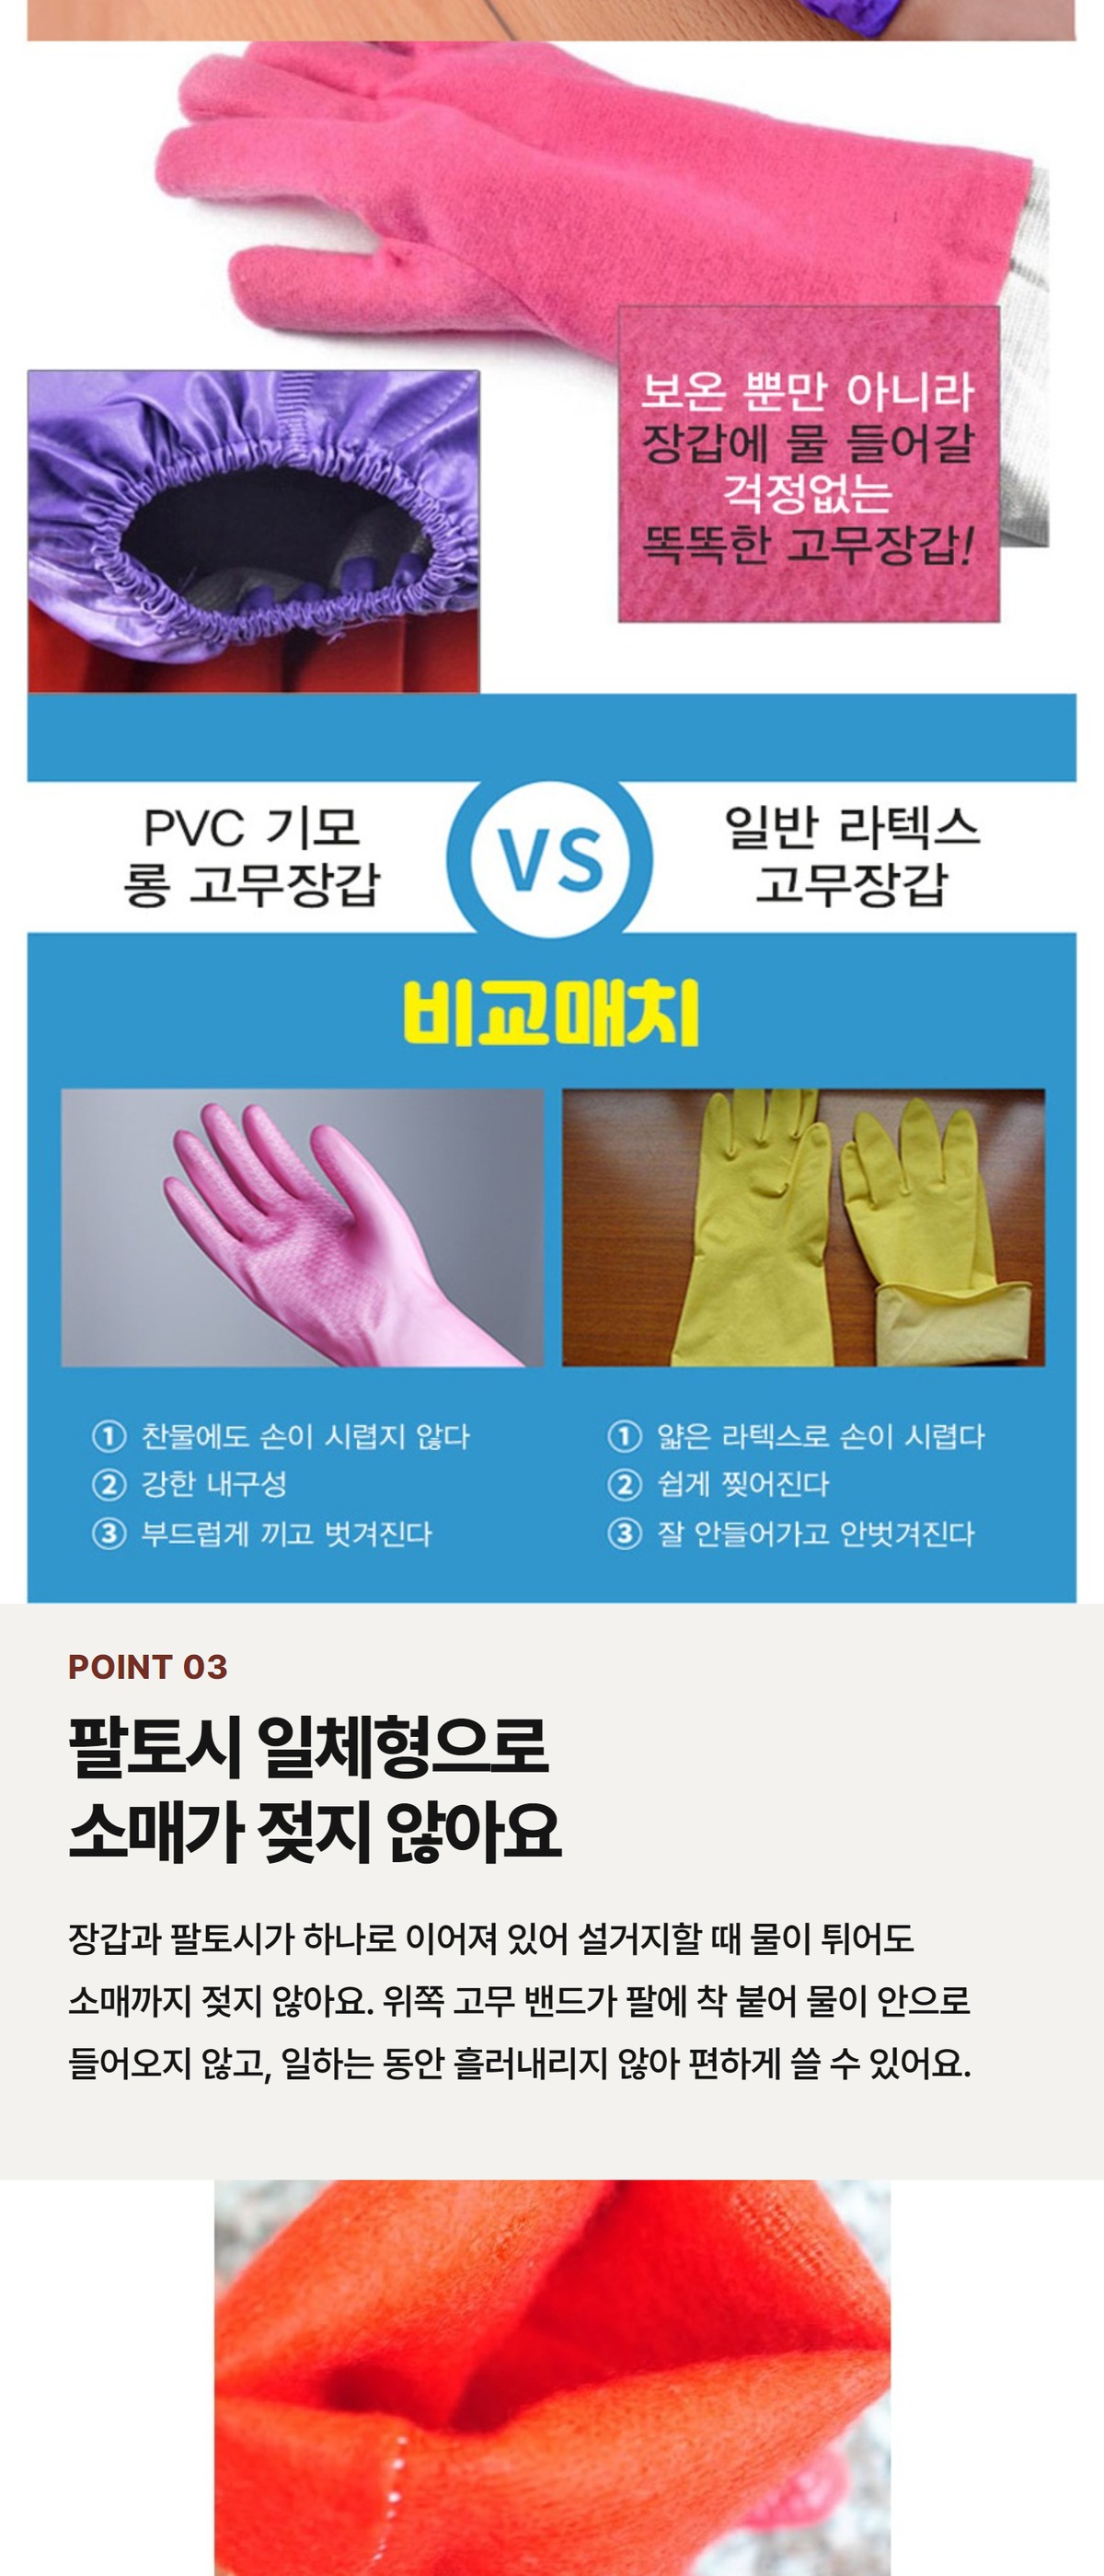 보온 뿐만 아니라
장갑에 물 들어갈
걱정없는
똑똑한 고무장갑!
PVC 기모
롱 고무장갑
VS
일반 라텍스
고무장갑
비교매치
① 찬물에도 손이 시렵지 않다
② 강한 내구성
③ 부드럽게 끼고 벗겨진다
① 얇은 라텍스로 손이 시렵다
② 쉽게 찢어진다
③ 잘 안들어가고 안벗겨진다
POINT 03
팔토시 일체형으로
소매가 젖지 않아요
장갑과 팔토시가 하나로 이어져 있어 설거지할 때 물이 튀어도
소매까지 젖지 않아요. 위쪽 고무 밴드가 팔에 착 붙어 물이 안으로
들어오지 않고, 일하는 동안 흘러내리지 않아 편하게 쓸 수 있어요.